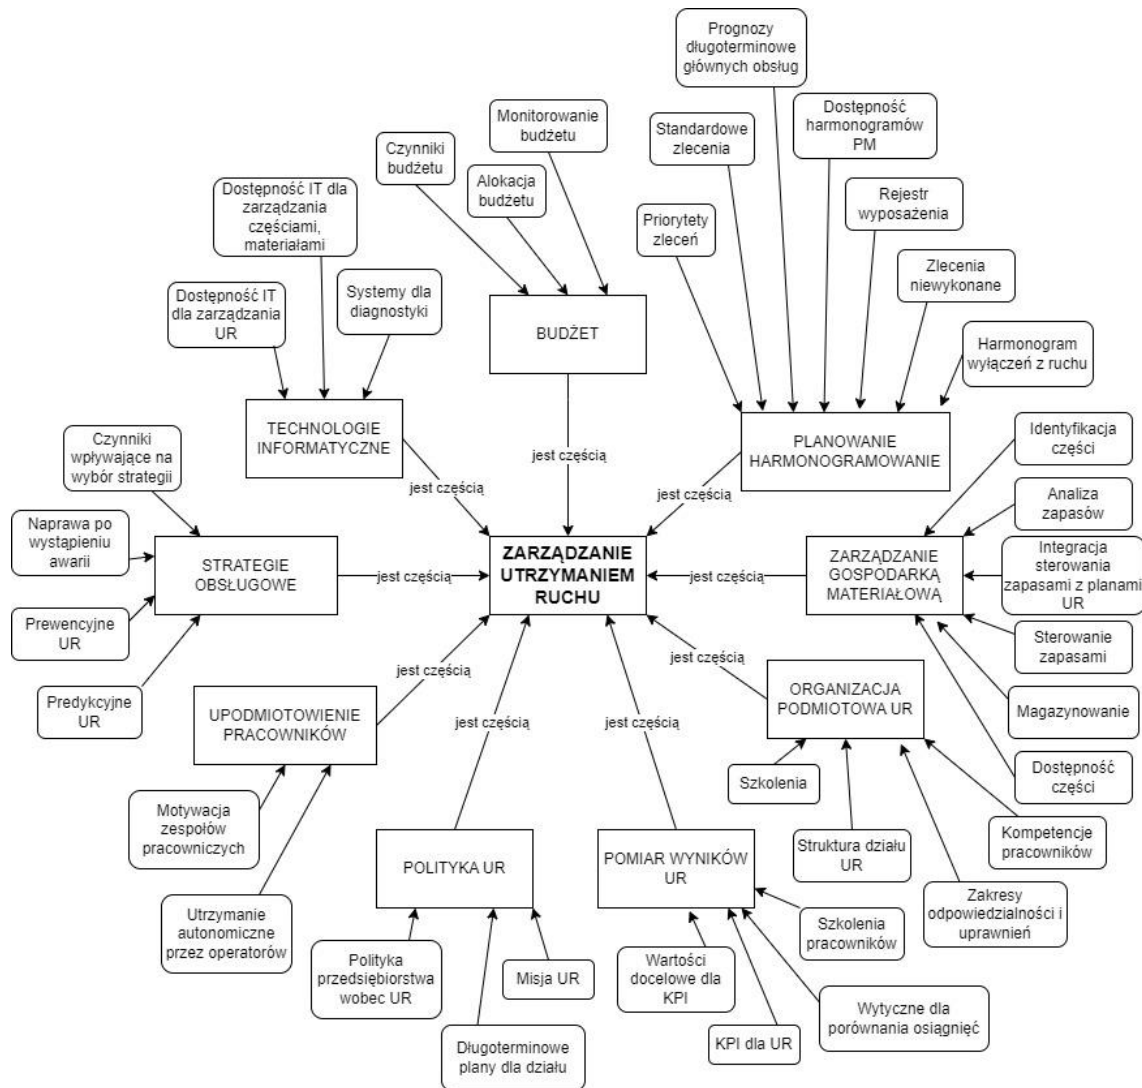 Prognozy
długoterminowe
głównych obsług
Monitorowanie
budżetu
Dostępność
harmonogramów
PM
Standardowe
zlecenia
Czynniki
budżetu
Alokacja
budżetu
Dostępność IT dla
zarządzania
częściami,
materiałami
Rejestr
wyposażenia
Priorytety
zleceń
Zlecenia
niewykonane
Dostępność IT
dla zarządzania
UR
Systemy dla
diagnostyki
BUDŻET
Harmonogram
wyłączeń z ruchu
TECHNOLOGIE
INFORMATYCZNE
PLANOWANIE
HARMONOGRAMOWANIE
Czynniki
wpływające na
wybór strategii
jest częścią
Identyfikacja
części
jest częścią
jest częścią
Analiza
zapasów
Naprawa po
wystąpieniu
awarii
STRATEGIE
OBSŁUGOWE
jest częścią
ZARZĄDZANIE
UTRZYMANIEM
RUCHU
jest częścią
ZARZĄDZANIE
GOSPODARKĄ
MATERIAŁOWĄ
Integracja
sterowania
zapasami z planami
UR
Prewencyjne
UR
Sterowanie
zapasami
jest częścią
jest częścią
Predykcyjne
UR
UPODMIOTOWIENIE
PRACOWNIKÓW
jest częścią
jest częścią
ORGANIZACJA
PODMIOTOWA UR
Magazynowanie
Szkolenia
Dostępność
części
Motywacja
zespołów
pracowniczych
POLITYKA UR
POMIAR WYNIKÓW
UR
Struktura działu
UR
Kompetencje
pracowników
Utrzymanie
autonomiczne
przez operatorów
Szkolenia
pracowników
Zakresy
odpowiedzialności i
uprawnień
Polityka
przedsiębiorstwa
wobec UR
Misja UR
Wartości
docelowe dla
KPI
Wytyczne dla
porównania osiągnięć
Długoterminowe
plany dla działu
KPI dla UR